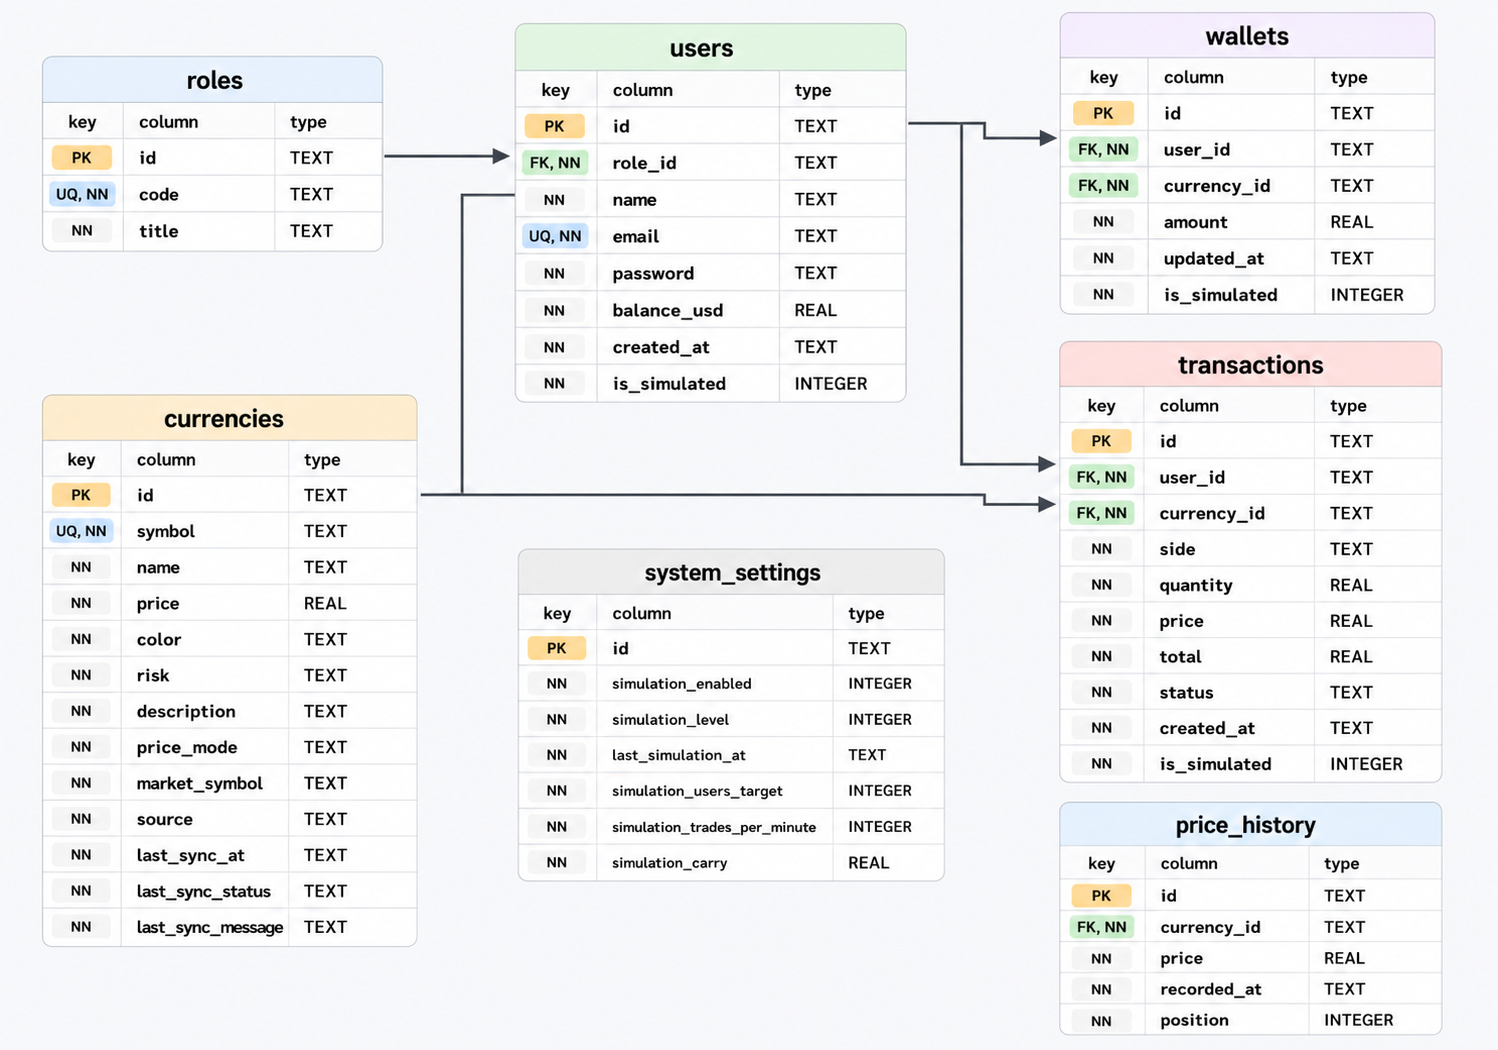 roles
key column type
PK id TEXT
UQ, NN code TEXT
NN title TEXT
users
key column type
PK id TEXT
FK, NN role_id TEXT
NN name TEXT
UQ, NN email TEXT
NN password TEXT
NN balance_usd REAL
NN created_at TEXT
NN is_simulated INTEGER
wallets
key column type
PK id TEXT
FK, NN user_id TEXT
FK, NN currency_id TEXT
NN amount REAL
NN updated_at TEXT
NN is_simulated INTEGER
currencies
key column type
PK id TEXT
UQ, NN symbol TEXT
NN name TEXT
NN price REAL
NN color TEXT
NN risk TEXT
NN description TEXT
NN price_mode TEXT
NN market_symbol TEXT
NN source TEXT
NN last_sync_at TEXT
NN last_sync_status TEXT
NN last_sync_message TEXT
system_settings
key column type
PK id TEXT
NN simulation_enabled INTEGER
NN simulation_level INTEGER
NN last_simulation_at TEXT
NN simulation_users_target INTEGER
NN simulation_trades_per_minute INTEGER
NN simulation_carry REAL
transactions
key column type
PK id TEXT
FK, NN user_id TEXT
FK, NN currency_id TEXT
NN side TEXT
NN quantity REAL
NN price REAL
NN total REAL
NN status TEXT
NN created_at TEXT
NN is_simulated INTEGER
price_history
key column type
PK id TEXT
FK, NN currency_id TEXT
NN price REAL
NN recorded_at TEXT
NN position INTEGER